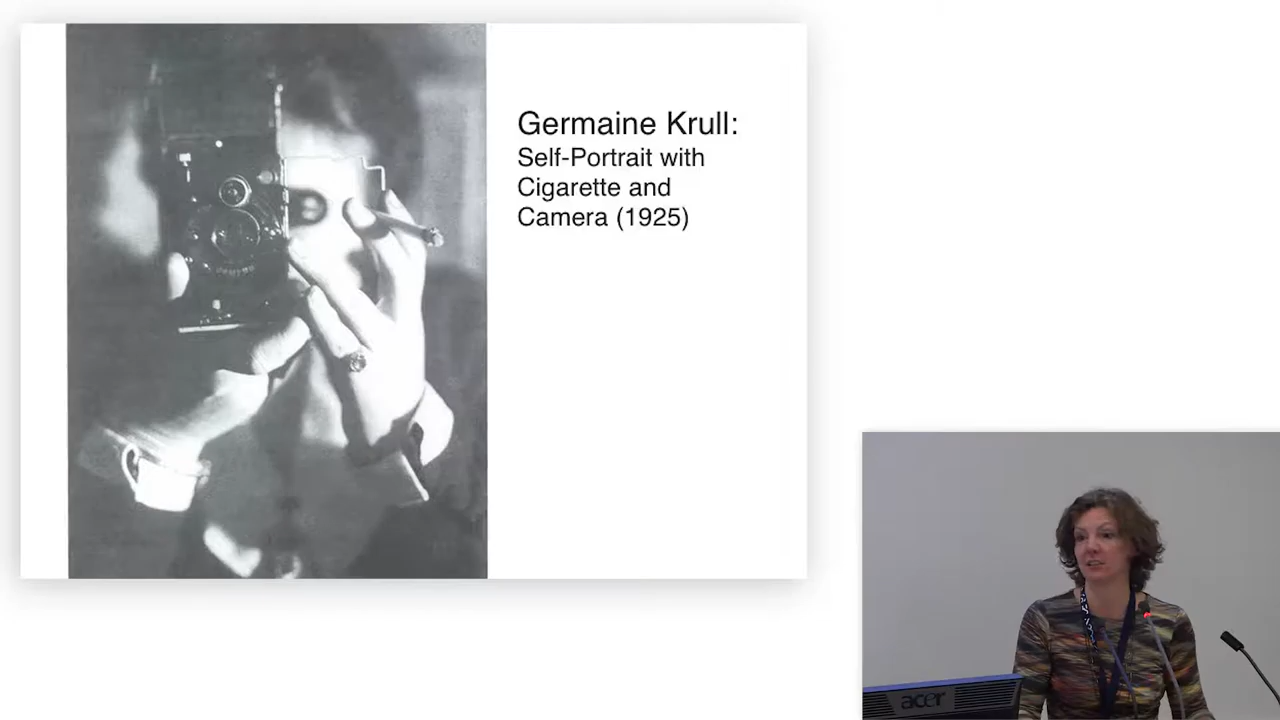 Germaine Krull:
Self-Portrait with
Cigarette and
Camera (1925)
acer